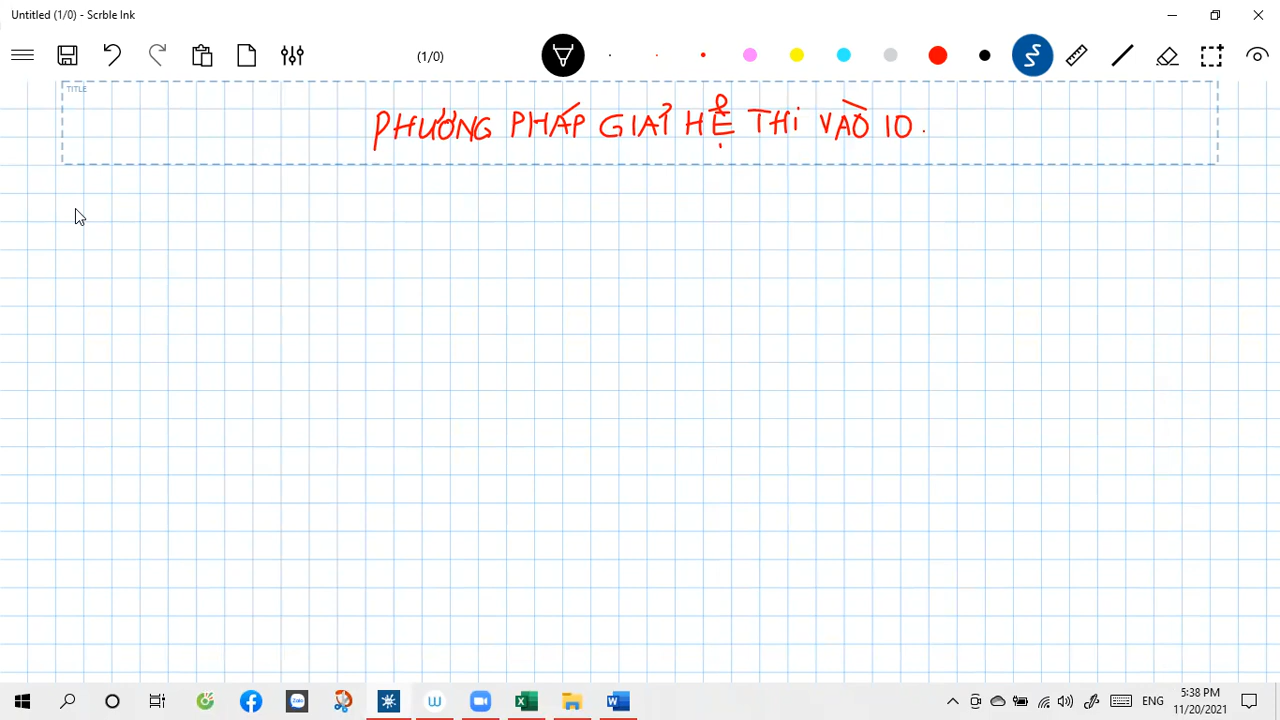 Untitled (1/0) - Scrble Ink
(1/0)
TITLE
PHƯƠNG PHÁP GIẢI HỆ THI VÀO 10.
Zalo
W
X
W
ENG
5:38 PM
11/20/2021